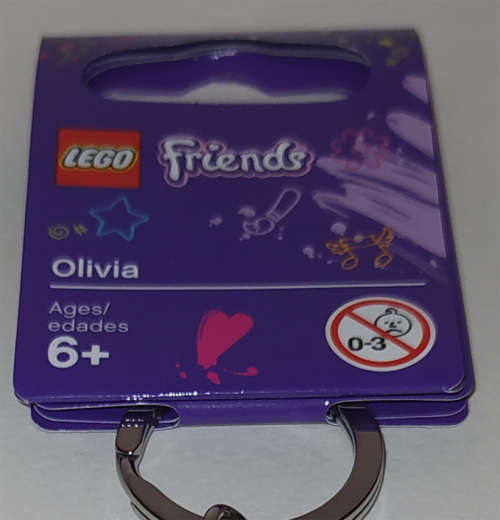 LEGO Friends
Olivia
Ages/
edades
6+
0-3